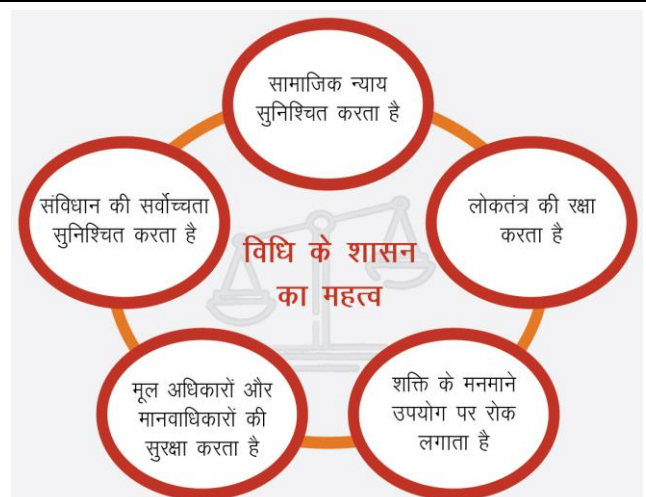 सामाजिक न्याय
सुनिश्चित करता है
लोकतंत्र की रक्षा
करता है
शक्ति के मनमाने
उपयोग पर रोक
लगाता है
मूल अधिकारों और
मानवाधिकारों की
सुरक्षा करता है
संविधान की सर्वोच्चता
सुनिश्चित करता है
विधि के शासन
का महत्व